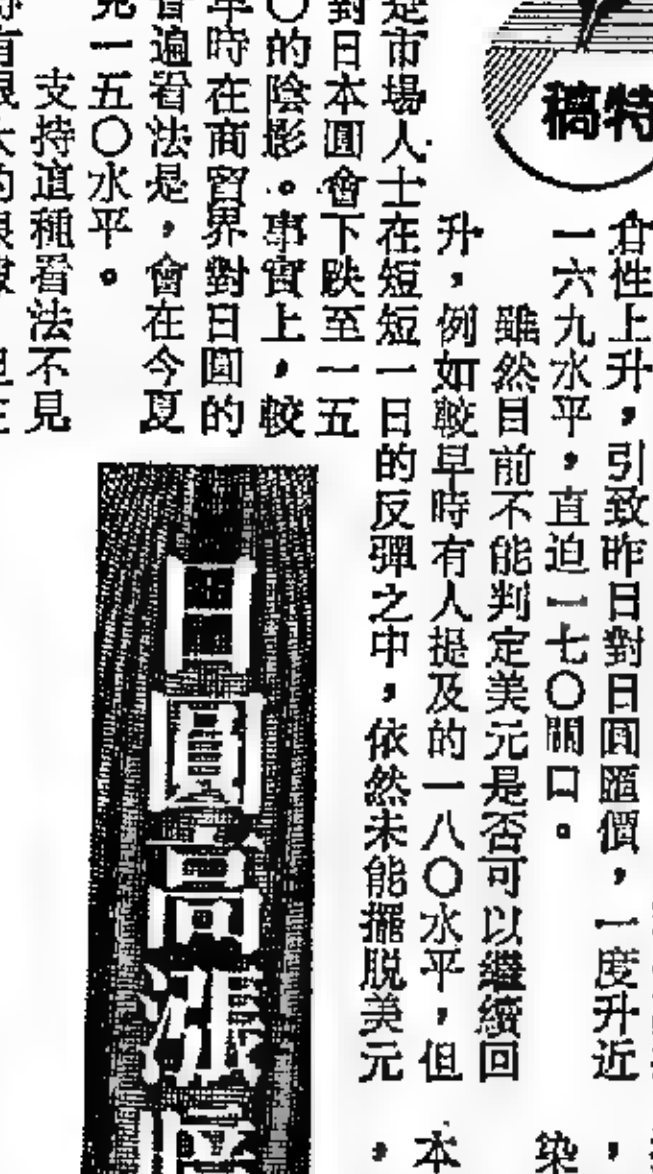 特稿
倉性上升，引致昨日對日圓匯價，一度升近
一六九水平，直迫一七〇關口。
雖然目前不能判定美元是否可以繼續回
升，例如較早時有人提及的一八〇水平，但
是市場人士在短短一日的反彈之中，依然未能擺脫美元
對日本圓會下跌至一五
〇的陰影。事實上，較
早時在商習界對日圓的
普遍看法是，會在今夏
見一五〇水平。
支持這種看法不見
日圓高漲
，本
染，